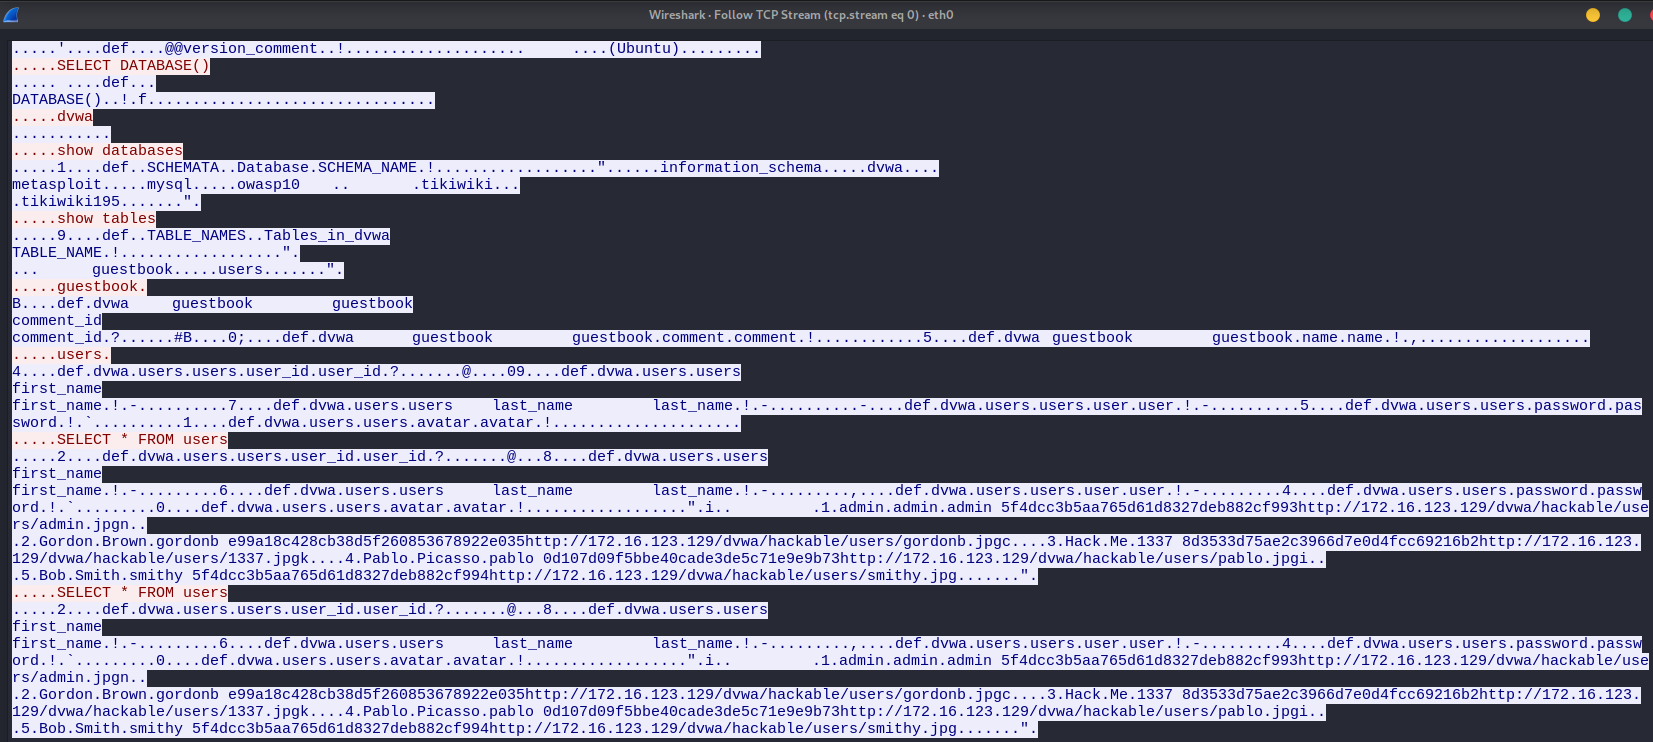 Wireshark · Follow TCP Stream (tcp.stream eq 0) · eth0
.....'....def....@@version_comment..!.................... ....(Ubuntu).........
.....SELECT DATABASE()
..... ....def...
DATABASE()..!.f................................
.....dvwa
...........
.....show databases
.....1....def..SCHEMATA..Database.SCHEMA_NAME.!.................."......information_schema.....dvwa....
metasploit.....mysql.....owasp10 .. .tikiwiki...
.tikiwiki195.......".
.....show tables
.....9....def..TABLE_NAMES..Tables_in_dvwa
TABLE_NAME.!..................".
... guestbook.....users.......".
.....guestbook.
B....def.dvwa guestbook guestbook
comment_id
comment_id.?......#B....0;....def.dvwa guestbook guestbook.comment.comment.!............5....def.dvwa guestbook guestbook.name.name.!.,...................
.....users.
4....def.dvwa.users.users.user_id.user_id.?.......@....09....def.dvwa.users.users
first_name
first_name.!.-..........7....def.dvwa.users.users last_name last_name.!.-..........-....def.dvwa.users.users.user.user.!.-..........5....def.dvwa.users.users.password.pas
sword.!.`..........1....def.dvwa.users.users.avatar.avatar.!.....................
.....SELECT * FROM users
.....2....def.dvwa.users.users.user_id.user_id.?.......@...8....def.dvwa.users.users
first_name
first_name.!.-.........6....def.dvwa.users.users last_name last_name.!.-.........,....def.dvwa.users.users.user.user.!.-.........4....def.dvwa.users.users.password.passw
ord.!.`.........0....def.dvwa.users.users.avatar.avatar.!..................".i.. .1.admin.admin.admin 5f4dcc3b5aa765d61d8327deb882cf993http://172.16.123.129/dvwa/hackable/use
rs/admin.jpgn..
.2.Gordon.Brown.gordonb e99a18c428cb38d5f260853678922e035http://172.16.123.129/dvwa/hackable/users/gordonb.jpgc....3.Hack.Me.1337 8d3533d75ae2c3966d7e0d4fcc69216b2http://172.16.123.
129/dvwa/hackable/users/1337.jpgk....4.Pablo.Picasso.pablo 0d107d09f5bbe40cade3de5c71e9e9b73http://172.16.123.129/dvwa/hackable/users/pablo.jpgi..
.5.Bob.Smith.smithy 5f4dcc3b5aa765d61d8327deb882cf994http://172.16.123.129/dvwa/hackable/users/smithy.jpg.......".
.....SELECT * FROM users
.....2....def.dvwa.users.users.user_id.user_id.?.......@...8....def.dvwa.users.users
first_name
first_name.!.-.........6....def.dvwa.users.users last_name last_name.!.-.........,....def.dvwa.users.users.user.user.!.-.........4....def.dvwa.users.users.password.passw
ord.!.`.........0....def.dvwa.users.users.avatar.avatar.!..................".i.. .1.admin.admin.admin 5f4dcc3b5aa765d61d8327deb882cf993http://172.16.123.129/dvwa/hackable/use
rs/admin.jpgn..
.2.Gordon.Brown.gordonb e99a18c428cb38d5f260853678922e035http://172.16.123.129/dvwa/hackable/users/gordonb.jpgc....3.Hack.Me.1337 8d3533d75ae2c3966d7e0d4fcc69216b2http://172.16.123.
129/dvwa/hackable/users/1337.jpgk....4.Pablo.Picasso.pablo 0d107d09f5bbe40cade3de5c71e9e9b73http://172.16.123.129/dvwa/hackable/users/pablo.jpgi..
.5.Bob.Smith.smithy 5f4dcc3b5aa765d61d8327deb882cf994http://172.16.123.129/dvwa/hackable/users/smithy.jpg.......".